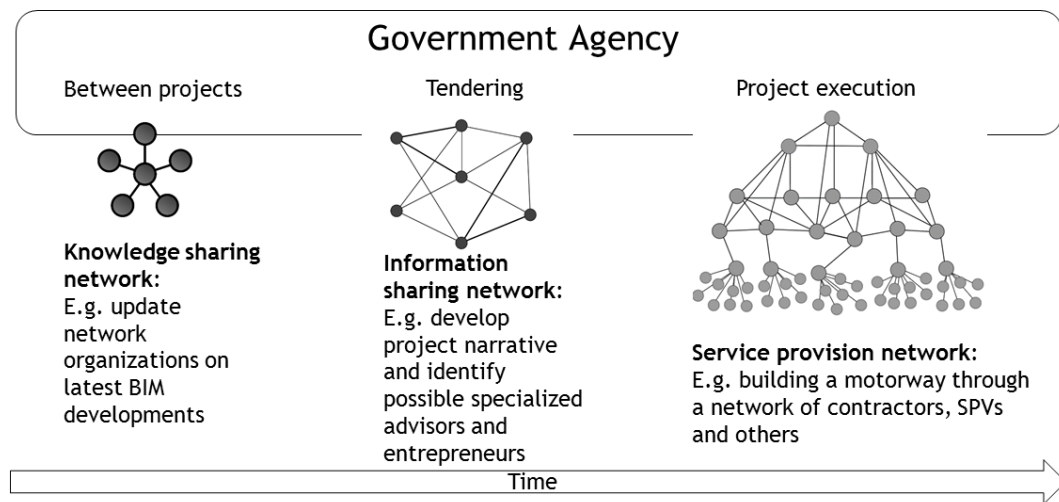 Government Agency
Between projects
Tendering
Project execution
Knowledge sharing
network:
E.g. update
network
organizations on
latest BIM
developments
Information
sharing network:
E.g. develop
project narrative
and identify
possible specialized
advisors and
entrepreneurs
Service provision network:
E.g. building a motorway through
a network of contractors, SPVs
and others
Time